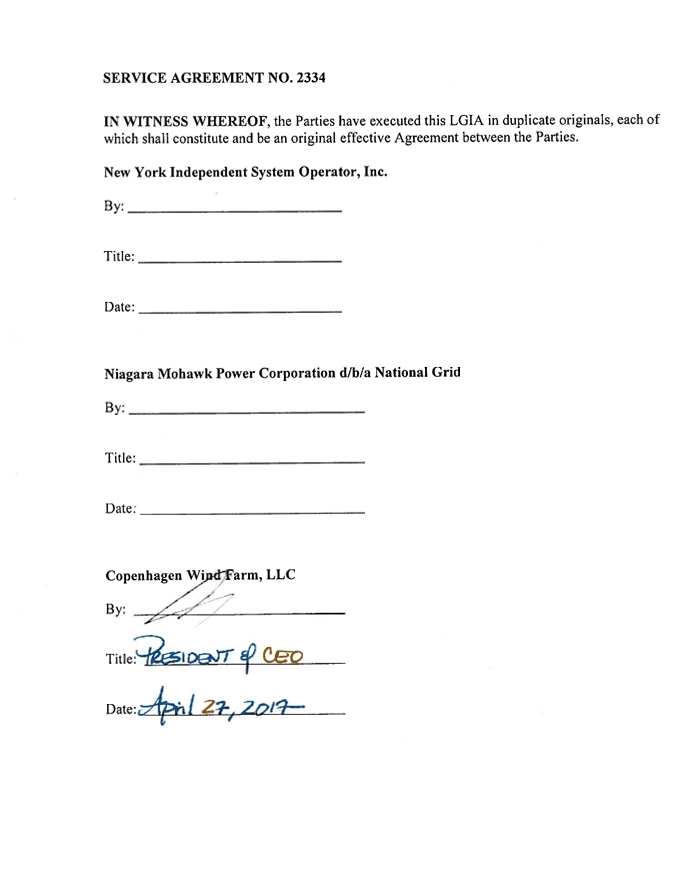 SERVICE AGREEMENT NO. 2334
IN WITNESS WHEREOF, the Parties have executed this LGIA in duplicate originals, each of
which shall constitute and be an original effective Agreement between the Parties.
New York Independent System Operator, Inc.
By:
Title:
Date:
Niagara Mohawk Power Corporation d/b/a National Grid
By:
Title:
Date:
Copenhagen Wind Farm, LLC
By:
Title: PRESIDENT & CEO
Date: April 27, 2017